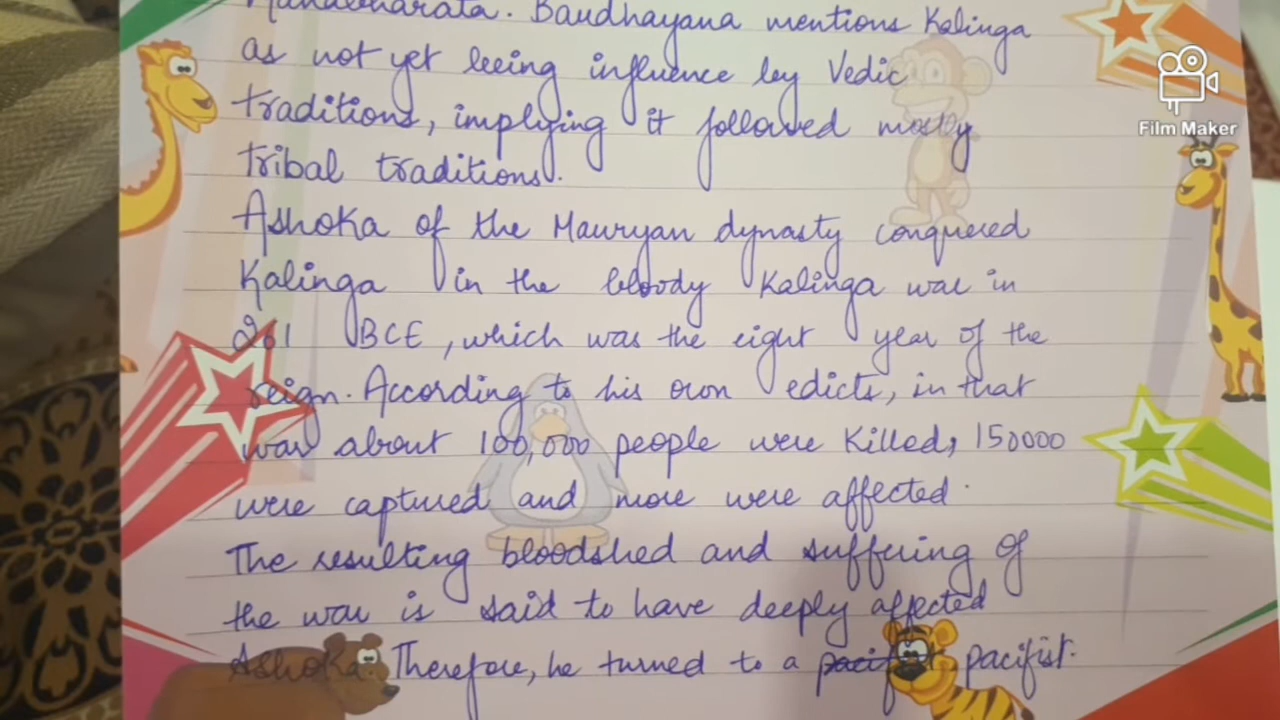 Mahabharata. Baudhayana mentions Kalinga
as not yet being influence by Vedic
traditions, implying it followed mostly
tribal traditions.
Ashoka of the Mauryan dynasty conquered
Kalinga in the bloody Kalinga war in
261 BCE, which was the eight year of the
reign. According to his own edicts, in that
war about 100,000 people were killed, 150000
were captured and more were affected.
The resulting bloodshed and suffering of
the war is said to have deeply affected
Ashoka. Therefore, he turned to a pacifist.
Film Maker